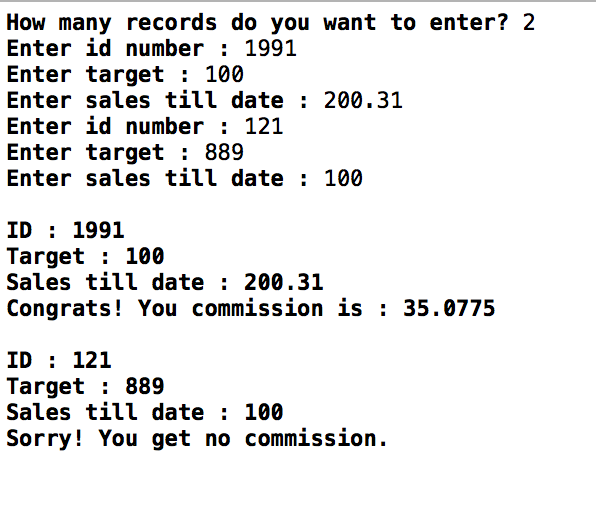 How many records do you want to enter? 2
Enter id number : 1991
Enter target : 100
Enter sales till date : 200.31
Enter id number : 121
Enter target : 889
Enter sales till date : 100
ID : 1991
Target : 100
Sales till date : 200.31
Congrats! You commission is : 35.0775
ID : 121
Target : 889
Sales till date : 100
Sorry! You get no commission.